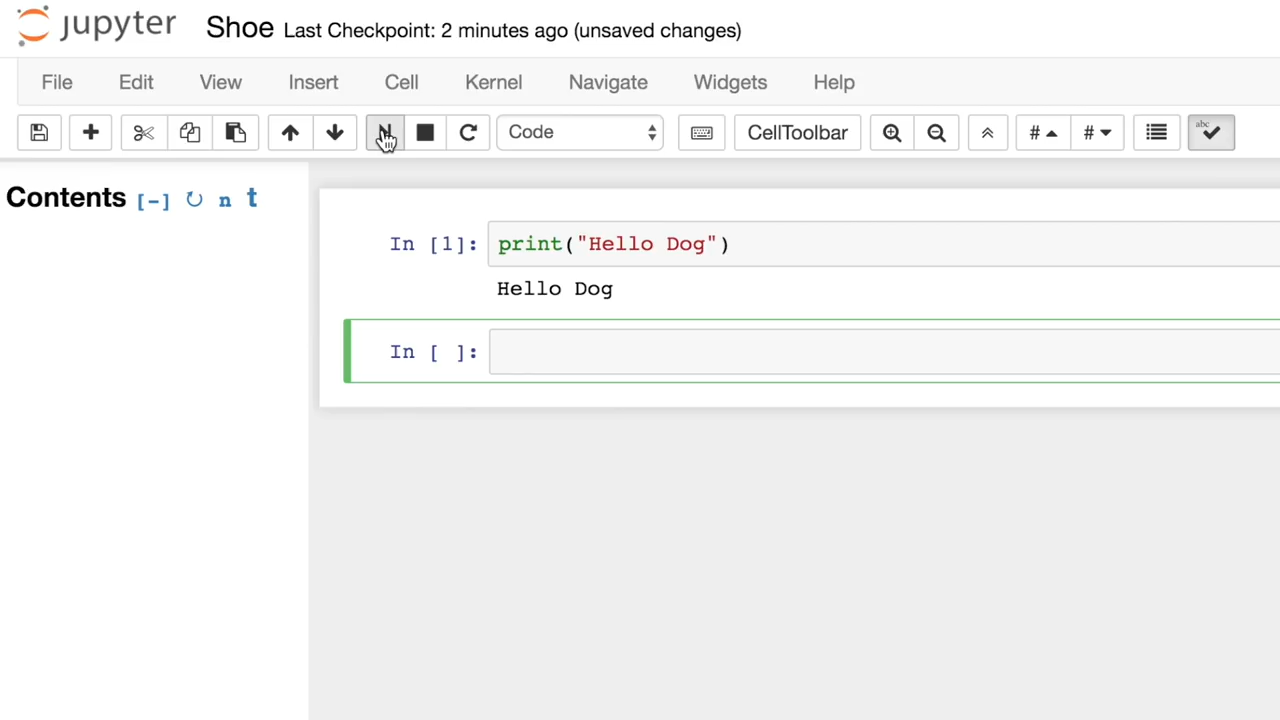 jupyter Shoe Last Checkpoint: 2 minutes ago (unsaved changes)
File Edit View Insert Cell Kernel Navigate Widgets Help
Code CellToolbar # # abc
Contents [-] n t
In [1]: print("Hello Dog")
Hello Dog
In [ ]: